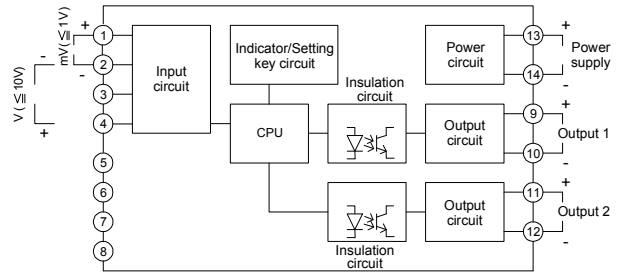 mV(≦1V)
+
-
V (≦10V)
-
+
1
2
3
4
5
6
7
8
Input
circuit
Indicator/Setting
key circuit
CPU
Insulation
circuit
Insulation
circuit
Power
circuit
Output
circuit
Output
circuit
13
14
9
10
11
12
+
Power
supply
-
+
Output 1
-
+
Output 2
-